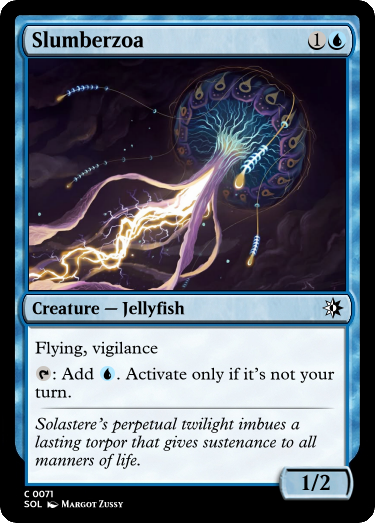 Slumberzoa 1
Creature — Jellyfish
Flying, vigilance
: Add . Activate only if it's not your
turn.
Solastere's perpetual twilight imbues a
lasting torpor that gives sustenance to all
manners of life.
1/2
C 0071
SOL Margot Zussy